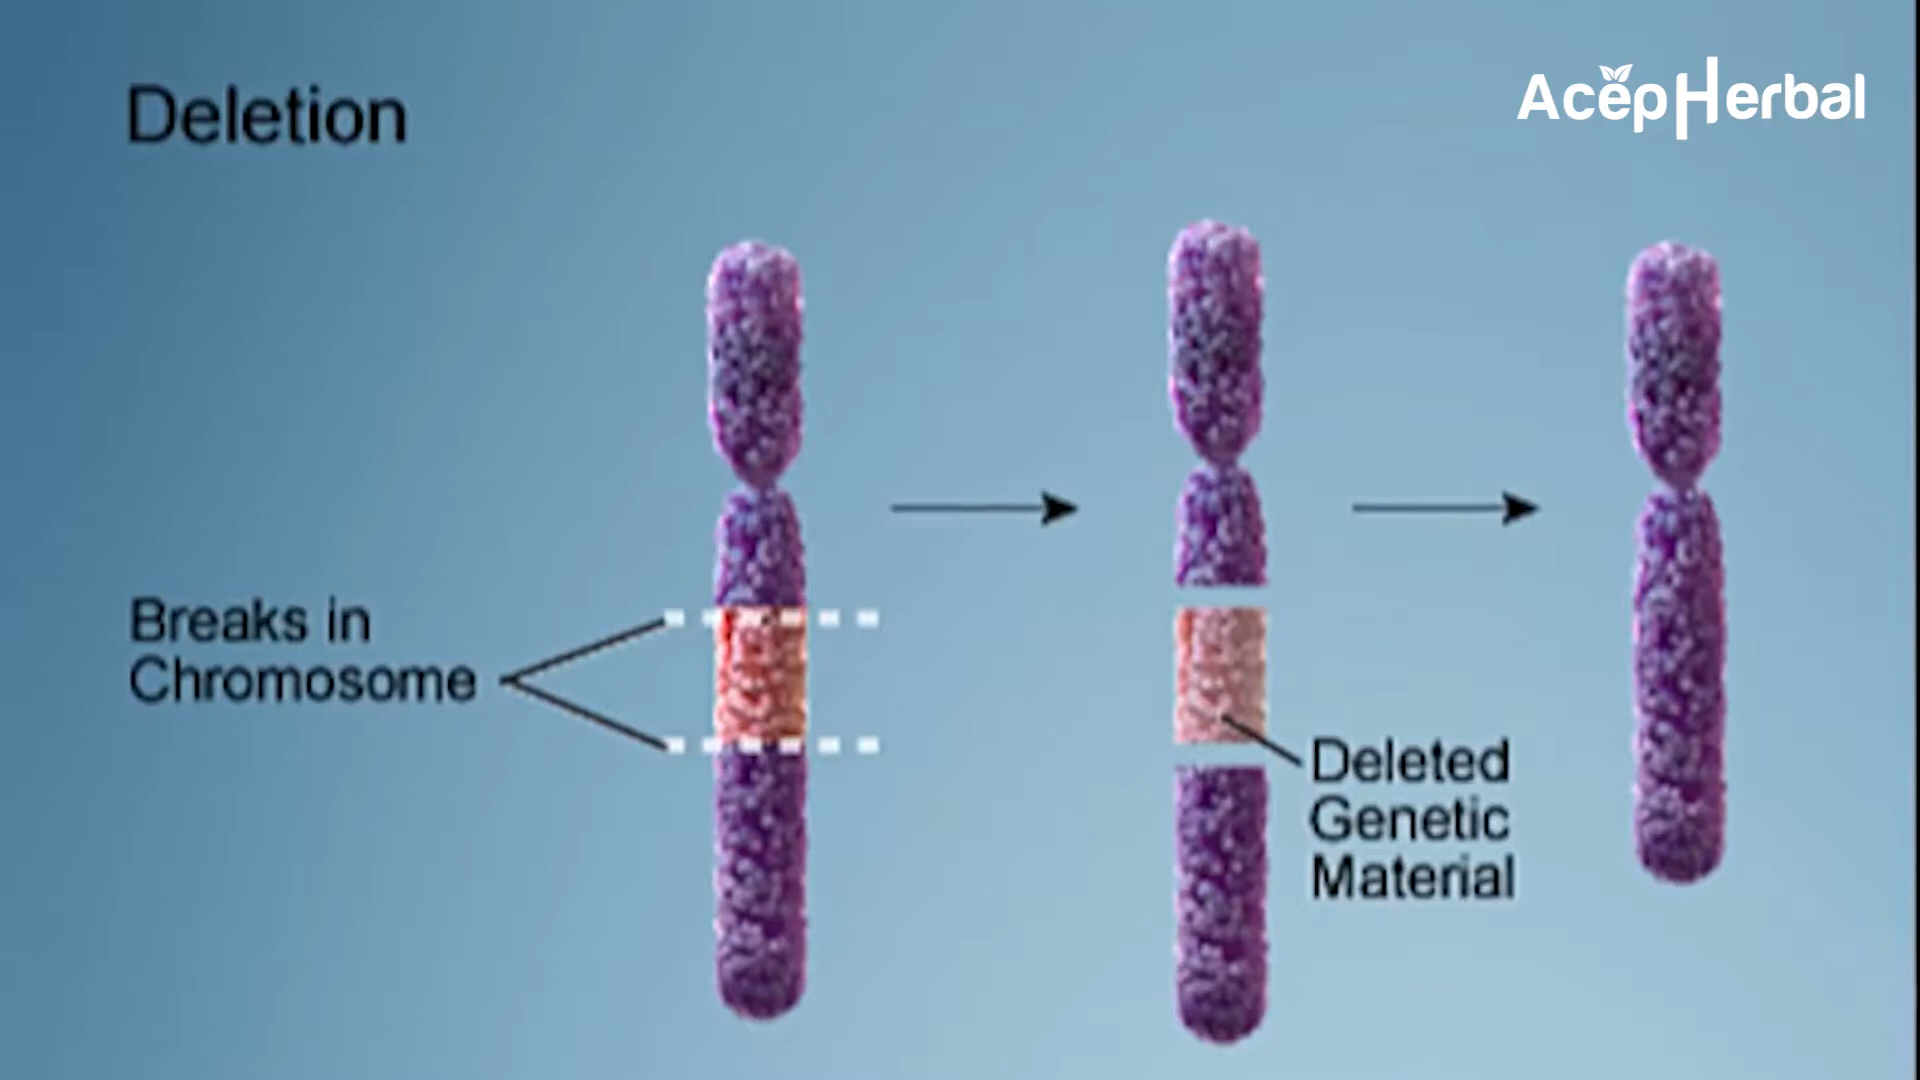 Deletion
AcepHerbal
Breaks in
Chromosome
Deleted
Genetic
Material